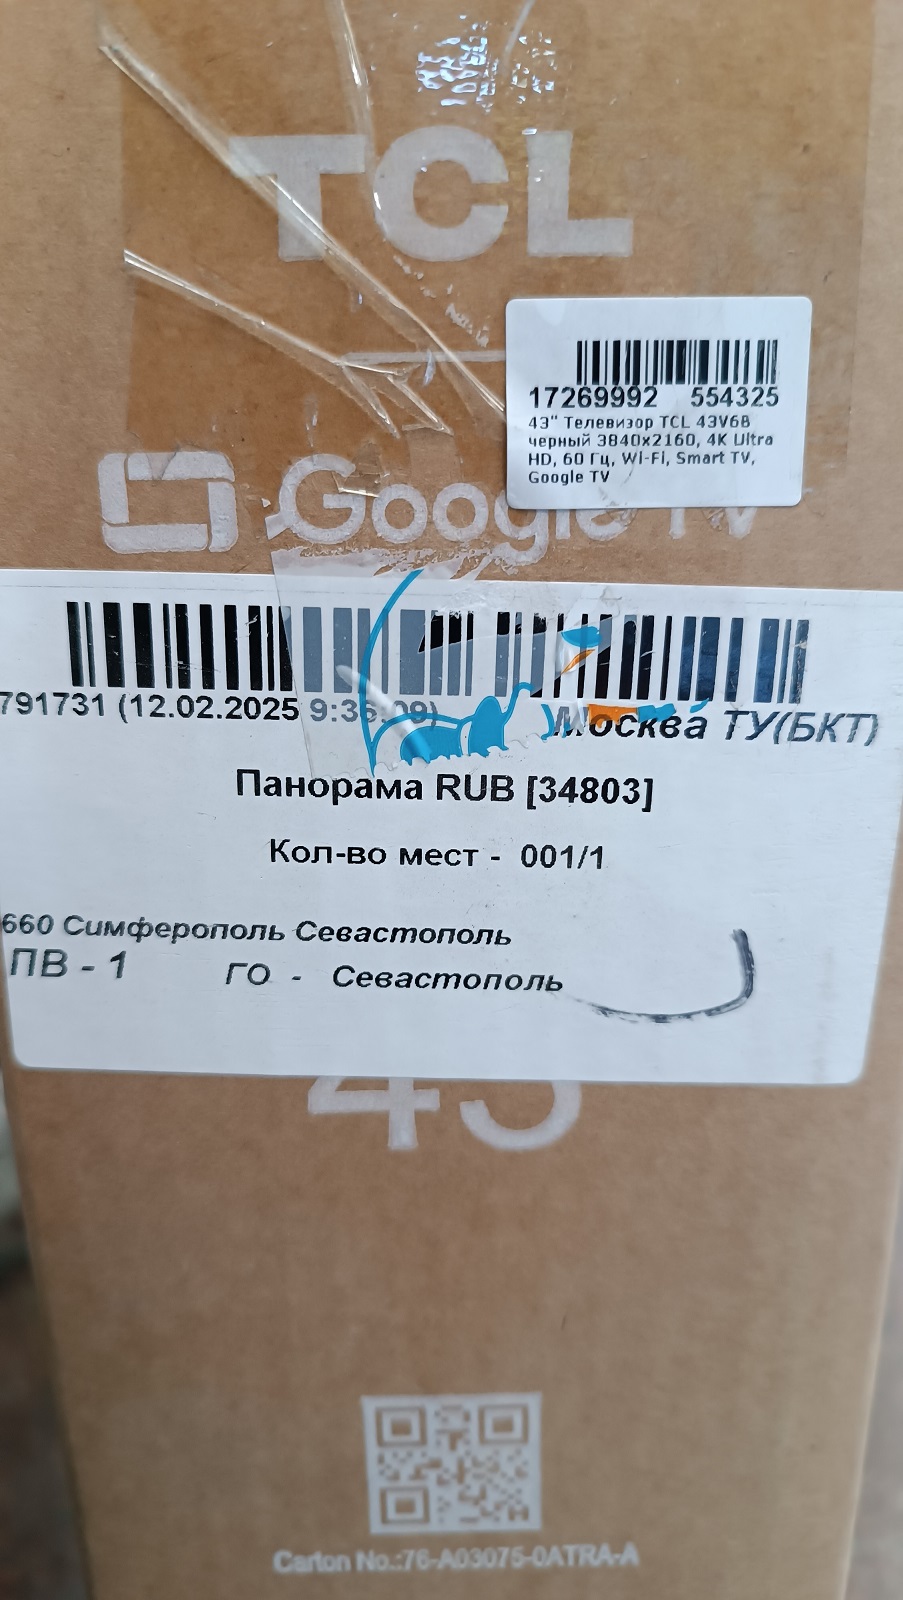 TCL
17269992 554325
43" Телевизор TCL 43V6B
черный 3840x2160, 4K Ultra
HD, 60 Гц, Wi-Fi, Smart TV,
Google TV
Google TV
791731 (12.02.2025 9:36:09)
Москва ТУ(БКТ)
Панорама RUB [34803]
Кол-во мест - 001/1
660 Симферополь Севастополь
ПВ - 1 ГО - Севастополь
43
Carton No.:76-A03075-0ATRA-A